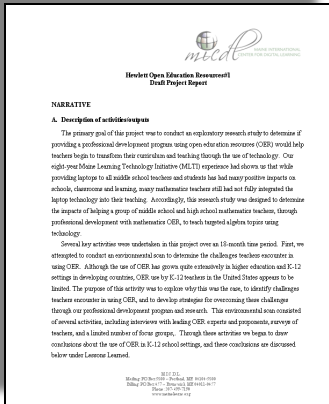 micdl
MAINE INTERNATIONAL
CENTER FOR DIGITAL LEARNING
Hewlett Open Education Resources#1
Draft Project Report
NARRATIVE
A. Description of activities/outputs
The primary goal of this project was to conduct an exploratory research study to determine if
providing a professional development program using open education resources (OER) would help
teachers begin to transform their curriculum and teaching through the use of technology. Our
eight-year Maine Learning Technology Initiative (MLTI) experience had shown us that while
providing laptops to all middle school teachers and students has had many positive impacts on
schools, classroom and learning, many mathematics teachers still had not fully integrated the
laptop technology into their teaching. Accordingly, this research study was designed to determine
the impacts of helping a group of middle school and high school mathematics teachers, through
professional development with mathematics OER, to teach targeted algebra topics using
technology.
Several key activities were undertaken in this project over an 18-month time period. First, we
attempted to conduct an environmental scan to determine the challenges teachers encounter in
using OER. Although the use of OER has grown quite extensively in higher education and K-12
settings in developing countries, OER use by K-12 teachers in the United States appears to be
limited. The purpose of this activity was to explore why this was the case, to identify challenges
teachers encounter in using OER, and to develop strategies for overcoming these challenges
through our professional development program and research. This environmental scan consisted
of several activities, including interviews with leading OER experts and proponents, surveys of
teachers, and a limited number of focus groups. Through these activities we began to draw
conclusions about the use of OER in K-12 school settings, and these conclusions are discussed
below under Lessons Learned.
MICDL